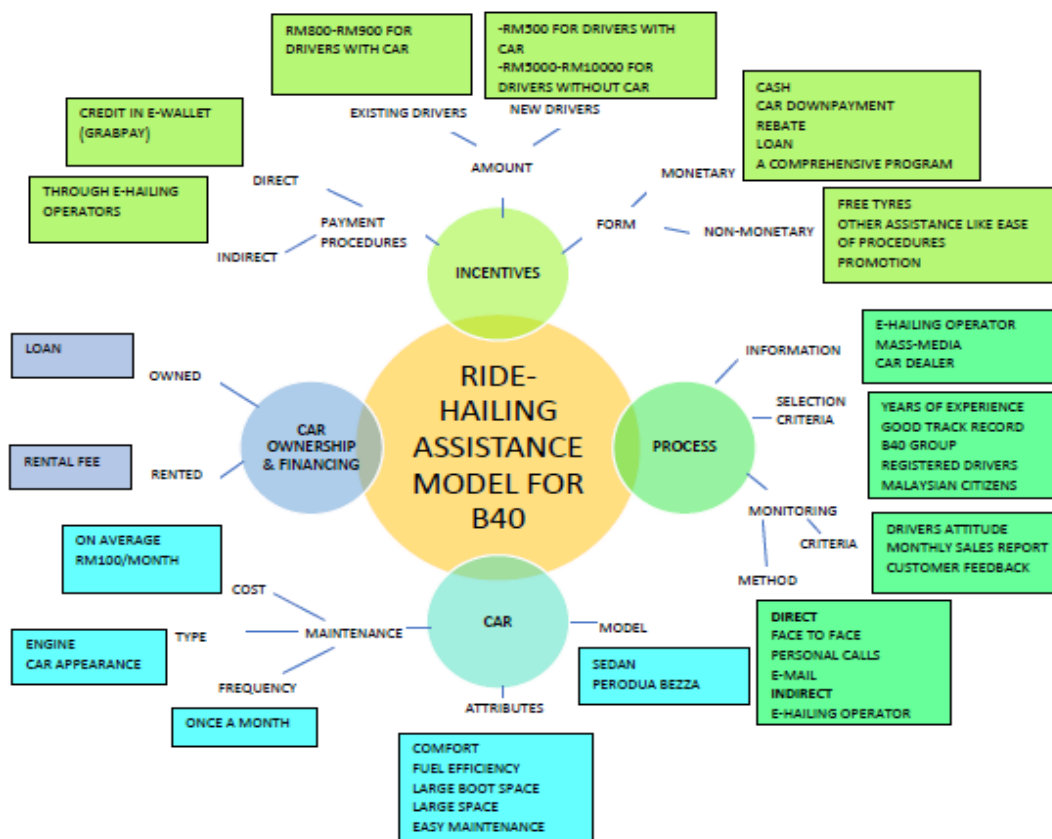 RM800-RM900 FOR
DRIVERS WITH CAR
-RM500 FOR DRIVERS WITH
CAR
-RM5000-RM10000 FOR
DRIVERS WITHOUT CAR
EXISTING DRIVERS
NEW DRIVERS
AMOUNT
CREDIT IN E-WALLET
(GRABPAY)
THROUGH E-HAILING
OPERATORS
DIRECT
INDIRECT
PAYMENT
PROCEDURES
CASH
CAR DOWNPAYMENT
REBATE
LOAN
A COMPREHENSIVE PROGRAM
MONETARY
FORM
NON-MONETARY
FREE TYRES
OTHER ASSISTANCE LIKE EASE
OF PROCEDURES
PROMOTION
INCENTIVES
RIDE-
HAILING
ASSISTANCE
MODEL FOR
B40
LOAN
OWNED
RENTAL FEE
RENTED
CAR
OWNERSHIP
& FINANCING
PROCESS
INFORMATION
E-HAILING OPERATOR
MASS-MEDIA
CAR DEALER
SELECTION
CRITERIA
YEARS OF EXPERIENCE
GOOD TRACK RECORD
B40 GROUP
REGISTERED DRIVERS
MALAYSIAN CITIZENS
MONITORING
CRITERIA
DRIVERS ATTITUDE
MONTHLY SALES REPORT
CUSTOMER FEEDBACK
METHOD
DIRECT
FACE TO FACE
PERSONAL CALLS
E-MAIL
INDIRECT
E-HAILING OPERATOR
CAR
MODEL
SEDAN
PERODUA BEZZA
ATTRIBUTES
COMFORT
FUEL EFFICIENCY
LARGE BOOT SPACE
LARGE SPACE
EASY MAINTENANCE
MAINTENANCE
COST
ON AVERAGE
RM100/MONTH
TYPE
ENGINE
CAR APPEARANCE
FREQUENCY
ONCE A MONTH